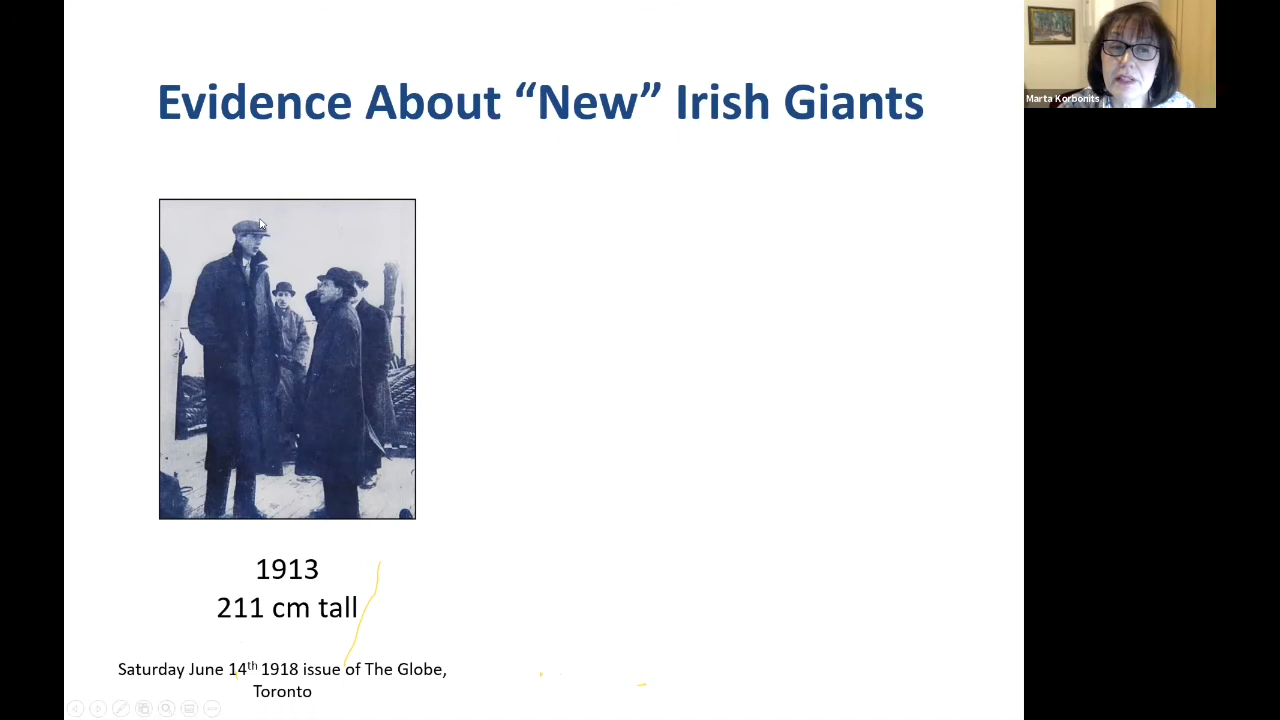 Evidence About “New” Irish Giants
Marta Korbonits
1913
211 cm tall
Saturday June 14th 1918 issue of The Globe,
Toronto